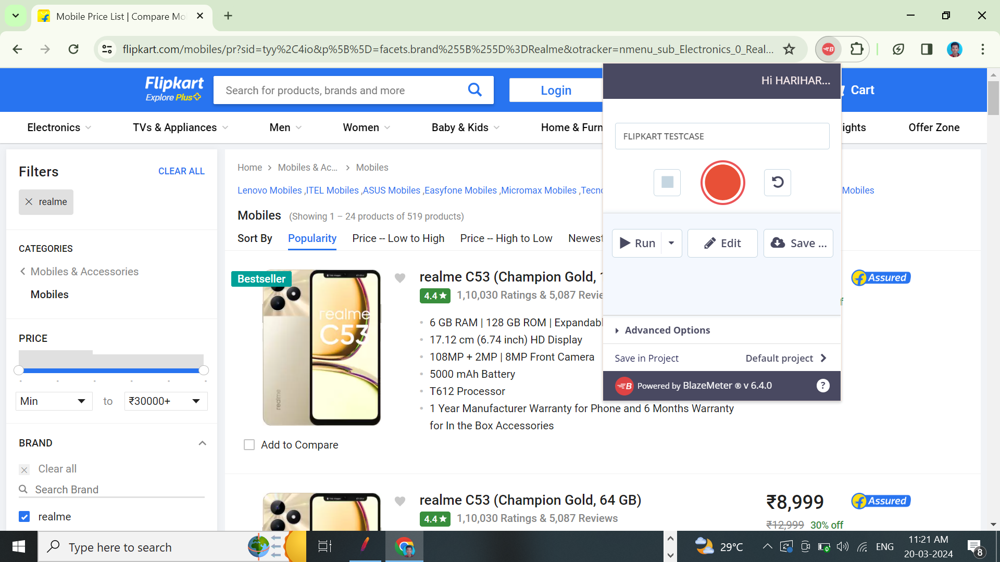 Mobile Price List | Compare Mo
flipkart.com/mobiles/pr?sid=tyy%2C4io&p%5B%5D=facets.brand%255B%255D%3DRealme&otracker=nmenu_sub_Electronics_0_Real...
Flipkart
Explore Plus
Search for products, brands and more
Login
Cart
Electronics
TVs & Appliances
Men
Women
Baby & Kids
Home & Furn
ights
Offer Zone
Hi HARIHAR...
FLIPKART TESTCASE
Run
Edit
Save ...
Advanced Options
Save in Project
Default project
B Powered by BlazeMeter ® v 6.4.0
?
Filters
CLEAR ALL
realme
CATEGORIES
Mobiles & Accessories
Mobiles
PRICE
Min
to
₹30000+
BRAND
Clear all
Search Brand
realme
Home
Mobiles & Ac...
Mobiles
Lenovo Mobiles ,ITEL Mobiles ,ASUS Mobiles ,Easyfone Mobiles ,Micromax Mobiles ,Tecno
Mobiles
Mobiles (Showing 1 – 24 products of 519 products)
Sort By
Popularity
Price -- Low to High
Price -- High to Low
Newest
Bestseller
realme
C53
realme
realme C53 (Champion Gold, 1
4.4★ 1,10,030 Ratings & 5,087 Revie
6 GB RAM | 128 GB ROM | Expandabl
17.12 cm (6.74 inch) HD Display
108MP + 2MP | 8MP Front Camera
5000 mAh Battery
T612 Processor
1 Year Manufacturer Warranty for Phone and 6 Months Warranty
for In the Box Accessories
Assured
f
Add to Compare
realme C53 (Champion Gold, 64 GB)
4.4★ 1,10,030 Ratings & 5,087 Reviews
₹8,999
Assured
₹12,999 30% off
Type here to search
29°C
ENG
11:21 AM
20-03-2024
8